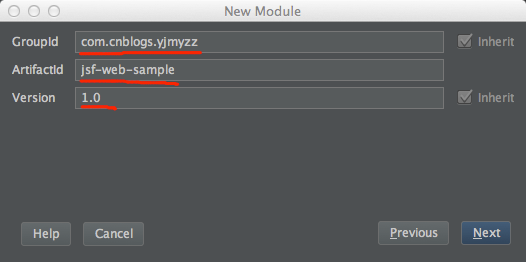 New Module
GroupId com.cnblogs.yjmyzz Inherit
ArtifactId jsf-web-sample
Version 1.0 Inherit
Help Cancel Previous Next